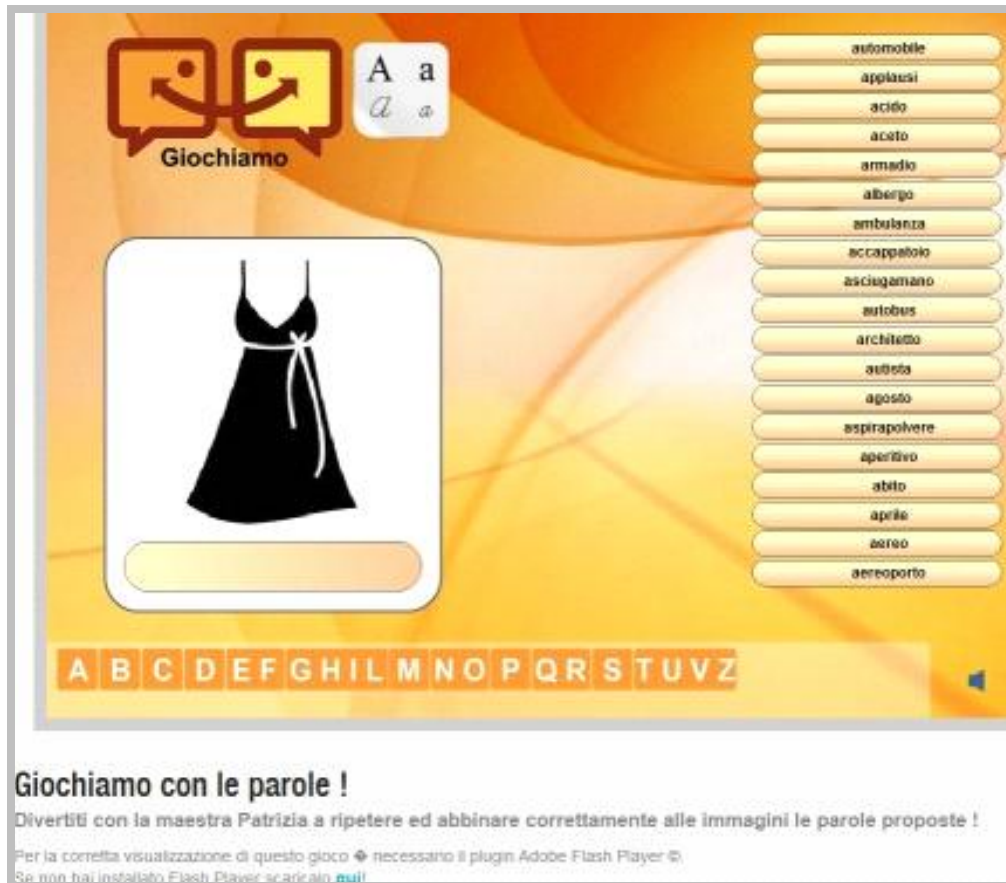 A a
a a
Giochiamo
automobile
applausi
acido
aceto
armadio
albergo
ambulanza
accappatoio
asciugamano
autobus
architetto
autista
agosto
aspirapolvere
aperitivo
abito
aprile
aereo
aereoporto
A B C D E F G H I L M N O P Q R S T U V Z
Giochiamo con le parole !
Divertiti con la maestra Patrizia a ripetere ed abbinare correttamente alle immagini le parole proposte !
Per la corretta visualizzazione di questo gioco � necessario il plugin Adobe Flash Player ©.
Se non hai installato Flash Player scaricalo qui!